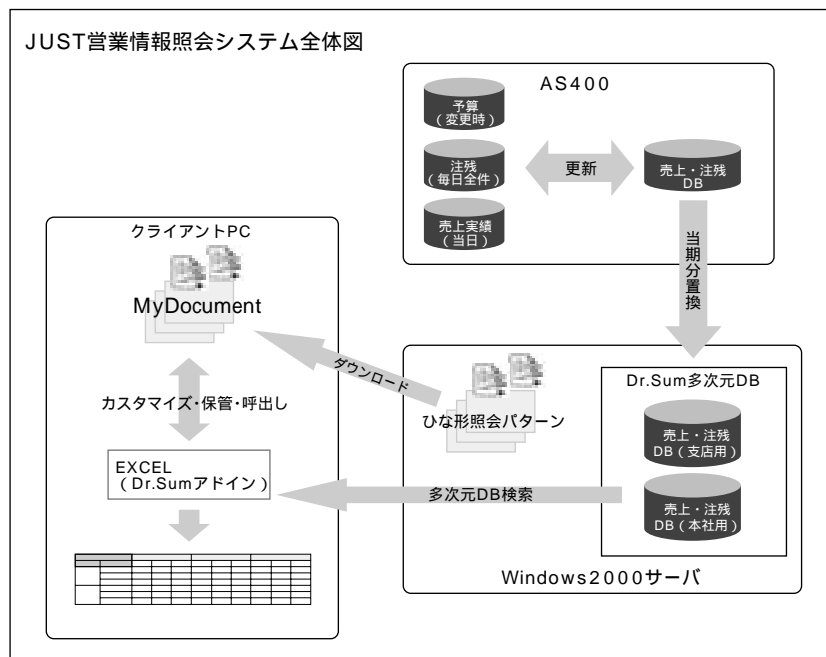 JUST営業情報照会システム全体図
AS400
予算
(変更時)
注残
(毎日全件)
売上実績
(当日)
更新
売上・注残
DB
当期分置換
クライアントPC
MyDocument
カスタマイズ・保管・呼出し
EXCEL
(Dr.Sumアドイン)
ダウンロード
ひな形照会パターン
多次元DB検索
Dr.Sum多次元DB
売上・注残
DB(支店用)
売上・注残
DB(本社用)
Windows2000サーバ